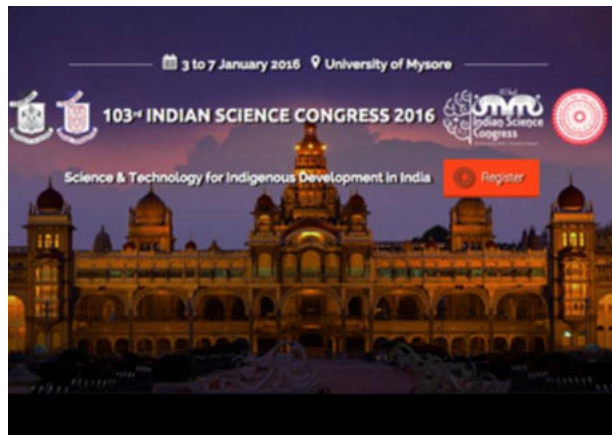 3 to 7 January 2016 University of Mysore
103rd INDIAN SCIENCE CONGRESS 2016
Indian Science
Congress
Science & Technology for Indigenous Development in India
Register